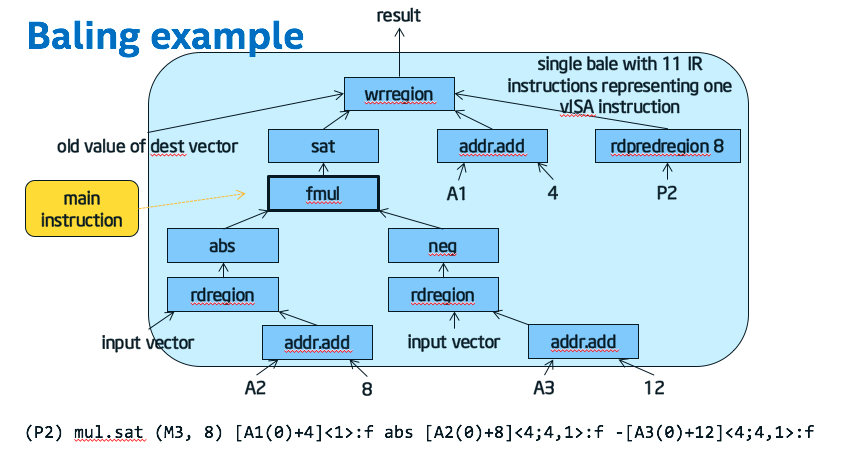 result
Baling example
single bale with 11 IR
instructions representing one
vISA instruction
wrregion
old value of dest vector
sat
addr.add
rdpredregion 8
main
instruction
fmul
A1
4
P2
abs
neg
rdregion
rdregion
input vector
addr.add
input vector
addr.add
A2
8
A3
12
(P2) mul.sat (M3, 8) [A1(0)+4]<1>:f abs [A2(0)+8]<4;4,1>:f -[A3(0)+12]<4;4,1>:f